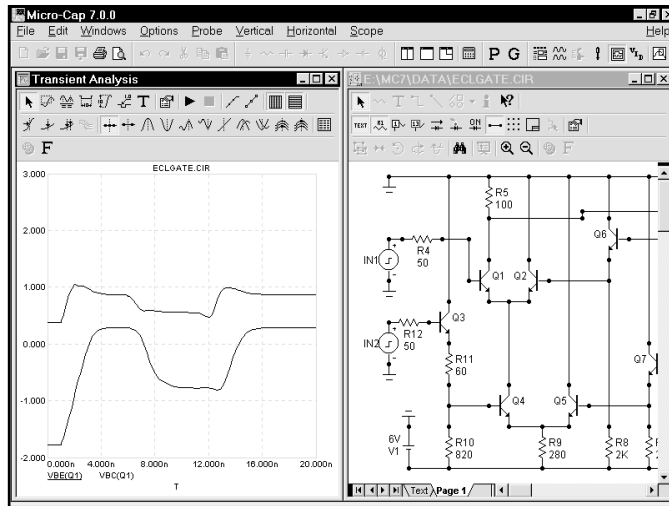 Micro-Cap 7.0.0
File Edit Windows Options Probe Vertical Horizontal Scope Help
P G
Transient Analysis
E:\MC7\DATA\ECLGATE.CIR
T
TEXT
F
F
ECLGATE.CIR
3.000
2.000
1.000
0.000
-1.000
-2.000
0.000n 4.000n 8.000n 12.000n 16.000n 20.000n
VBE(Q1) VBC(Q1)
T
R5
100
Q6
IN1
R4
50
Q1
Q2
Q3
IN2
R12
50
R11
60
Q7
Q4
Q5
6V
V1
R10
820
R9
280
R8
2K
Text Page 1